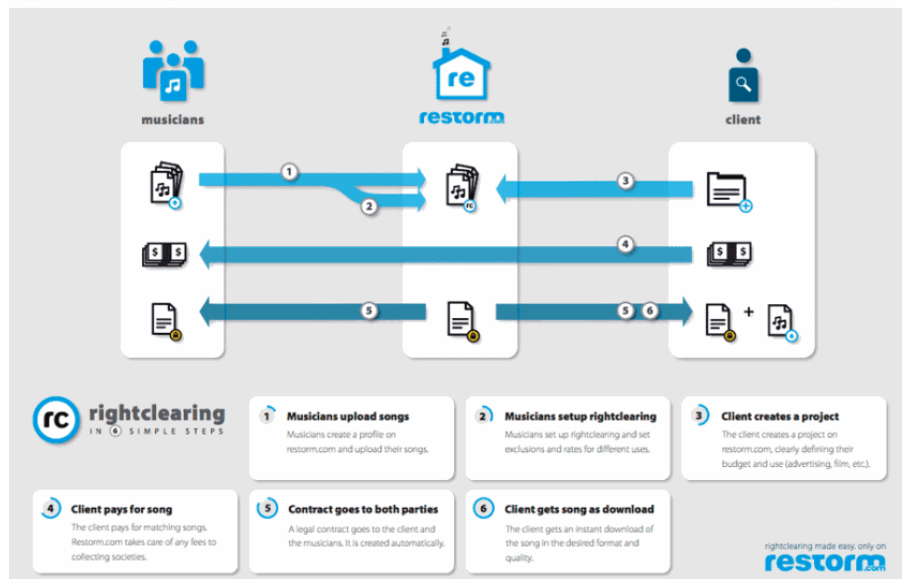 re
musicians
restorm.com
client
1
3
2
rc
4
$ $
$ $
5
5 6
+
rc rightclearing
IN 6 SIMPLE STEPS
1 Musicians upload songs
Musicians create a profile on
restorm.com and upload their songs.
2 Musicians setup rightclearing
Musicians set up rightclearing and set
exclusions and rates for different uses.
3 Client creates a project
The client creates a project on
restorm.com, clearly defining their
budget and use (advertising, film, etc.).
4 Client pays for song
The client pays for matching songs.
Restorm.com takes care of any fees to
collecting societies.
5 Contract goes to both parties
A legal contract goes to the client and
the musicians. It is created automatically.
6 Client gets song as download
The client gets an instant download of
the song in the desired format and
quality.
rightclearing made easy. only on
restorm.com